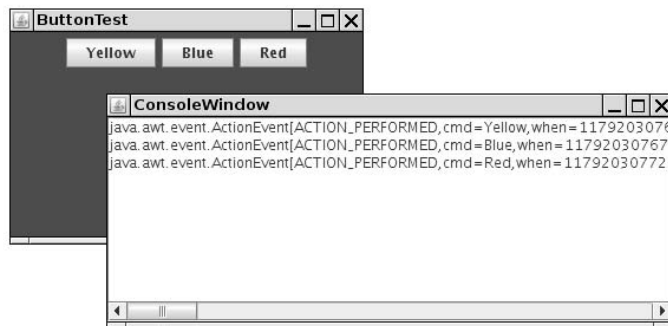 ButtonTest
Yellow Blue Red
ConsoleWindow
java.awt.event.ActionEvent[ACTION_PERFORMED,cmd=Yellow,when=1179203076
java.awt.event.ActionEvent[ACTION_PERFORMED,cmd=Blue,when=11792030767
java.awt.event.ActionEvent[ACTION_PERFORMED,cmd=Red,when=11792030772